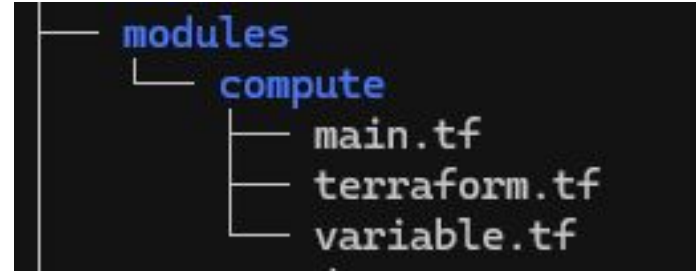 modules
compute
main.tf
terraform.tf
variable.tf